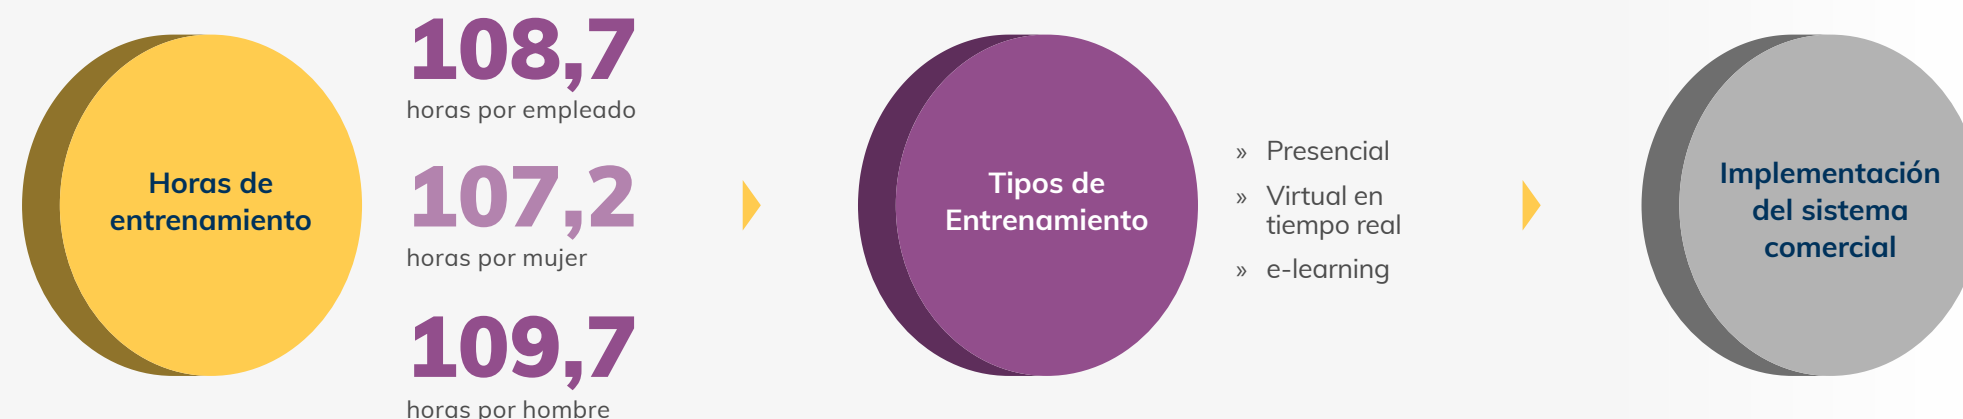 Horas de
entrenamiento
108,7
horas por empleado
107,2
horas por mujer
109,7
horas por hombre
Tipos de
Entrenamiento
» Presencial
» Virtual en
tiempo real
» e-learning
Implementación
del sistema
comercial